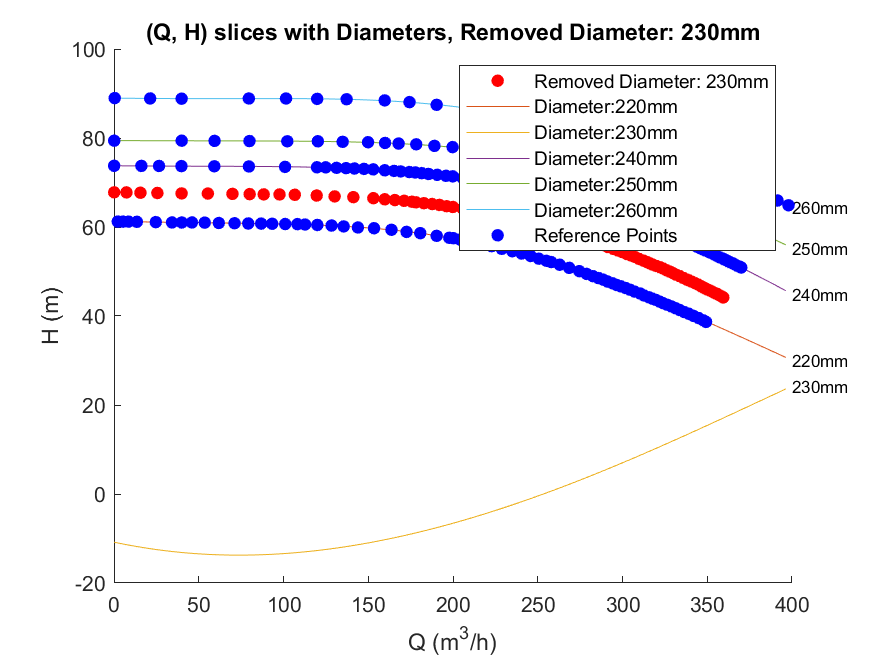 (Q, H) slices with Diameters, Removed Diameter: 230mm
100
80
60
40
20
0
-20
H (m)
Removed Diameter: 230mm
Diameter:220mm
Diameter:230mm
Diameter:240mm
Diameter:250mm
Diameter:260mm
Reference Points
260mm
250mm
240mm
220mm
230mm
0 50 100 150 200 250 300 350 400
Q (m³/h)